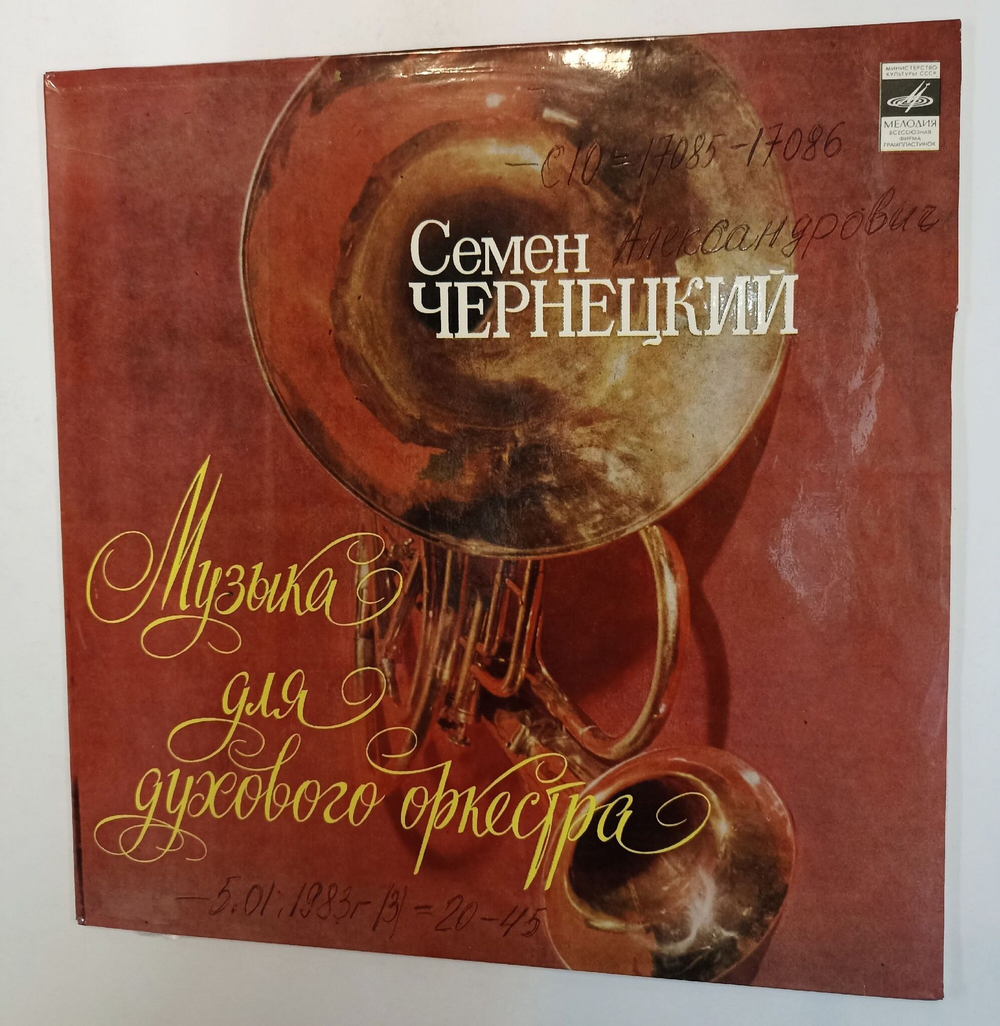 МИНИСТЕРСТВО
КУЛЬТУРЫ СССР
МЕЛОДИЯ
ВСЕСОЮЗНАЯ
ФИРМА
ГРАМПЛАСТИНОК
—С10=17085-17086
Александрович
Семен
ЧЕРНЕЦКИЙ
Музыка
для
духового оркестра
—5.01.1983г (3) = 20-45